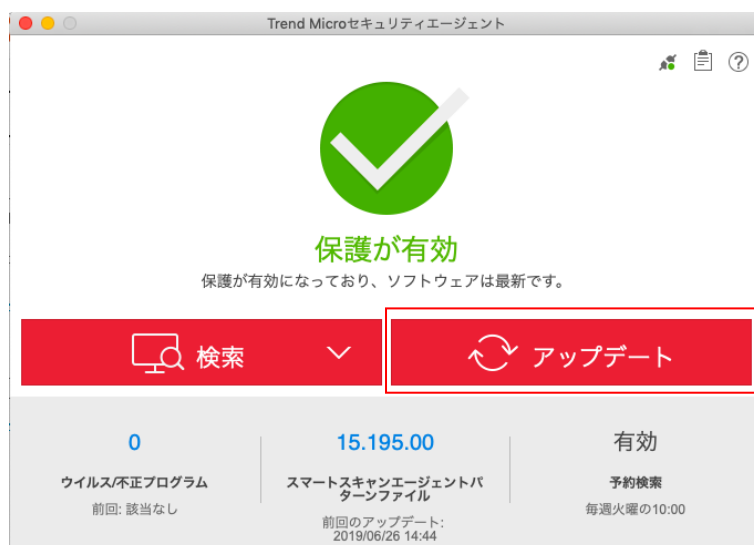 Trend Microセキュリティエージェント
保護が有効
保護が有効になっており、ソフトウェアは最新です。
検索
アップデート
0
ウイルス/不正プログラム
前回: 該当なし
15.195.00
スマートスキャンエージェントパ
ターンファイル
前回のアップデート:
2019/06/26 14:44
有効
予約検索
毎週火曜の10:00